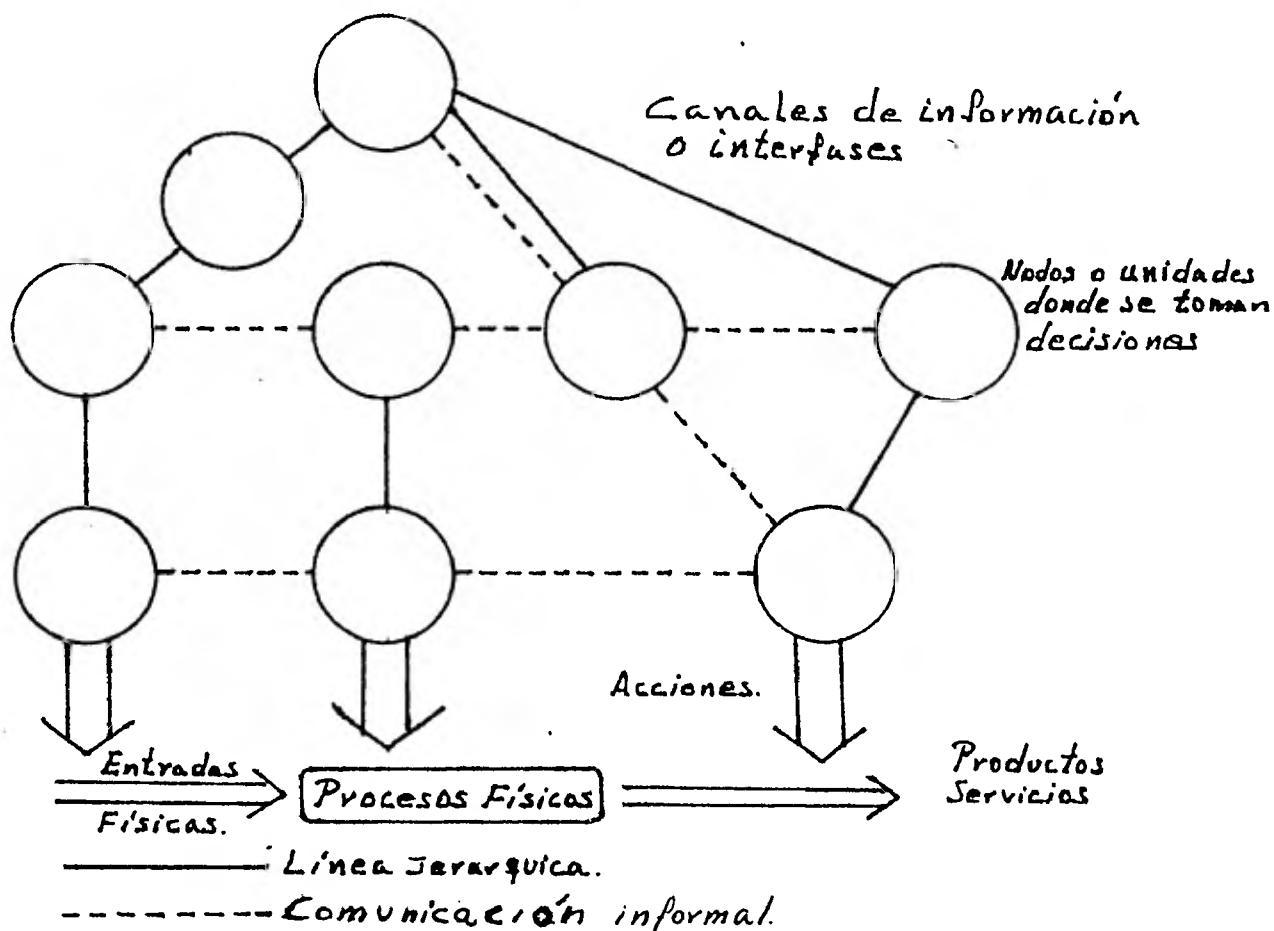 Canales de información
o interfases
Nodos o unidades
donde se toman
decisiones
Acciones.
Entradas
Físicas.
Procesos Físicos
Productos
Servicios
Línea Jerarquica.
Comunicación informal.